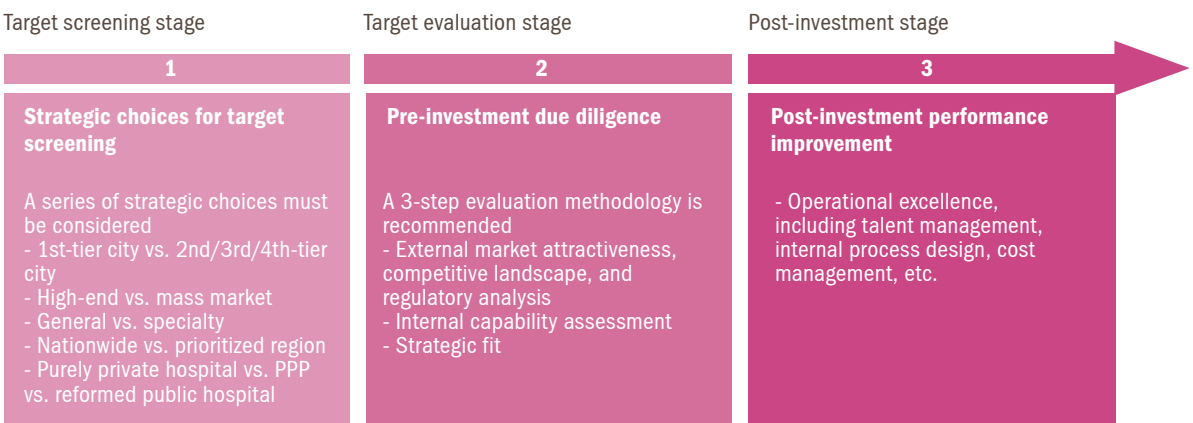 Target screening stage
Target evaluation stage
Post-investment stage
1
2
3
Strategic choices for target
screening
A series of strategic choices must
be considered
- 1st-tier city vs. 2nd/3rd/4th-tier
city
- High-end vs. mass market
- General vs. specialty
- Nationwide vs. prioritized region
- Purely private hospital vs. PPP
vs. reformed public hospital
Pre-investment due diligence
A 3-step evaluation methodology is
recommended
- External market attractiveness,
competitive landscape, and
regulatory analysis
- Internal capability assessment
- Strategic fit
Post-investment performance
improvement
- Operational excellence,
including talent management,
internal process design, cost
management, etc.